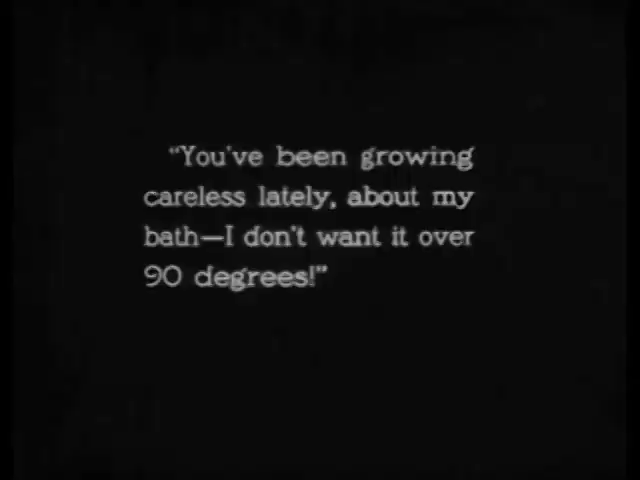 "You've been growing
careless lately, about my
bath—I don't want it over
90 degrees!"